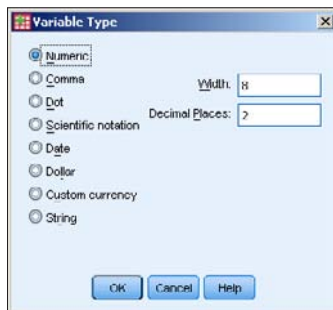 Variable Type
Numeric
Comma
Dot
Scientific notation
Date
Dollar
Custom currency
String
Width: 8
Decimal Places: 2
OK Cancel Help